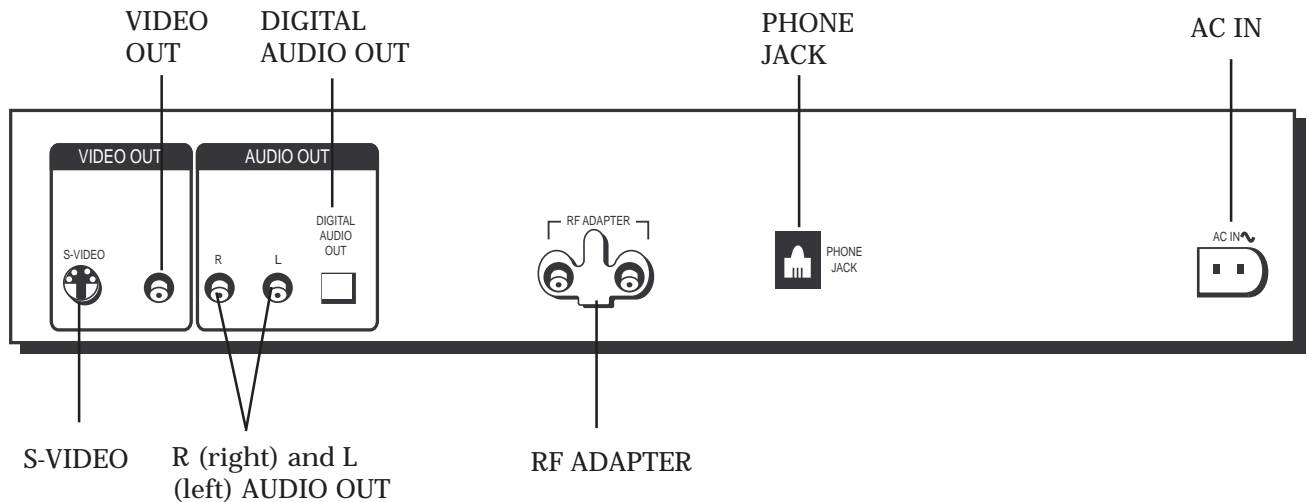 VIDEO
OUT
DIGITAL
AUDIO OUT
PHONE
JACK
AC IN
VIDEO OUT
AUDIO OUT
S-VIDEO
R
L
DIGITAL
AUDIO
OUT
RF ADAPTER
PHONE
JACK
AC IN
S-VIDEO
R (right) and L
(left) AUDIO OUT
RF ADAPTER